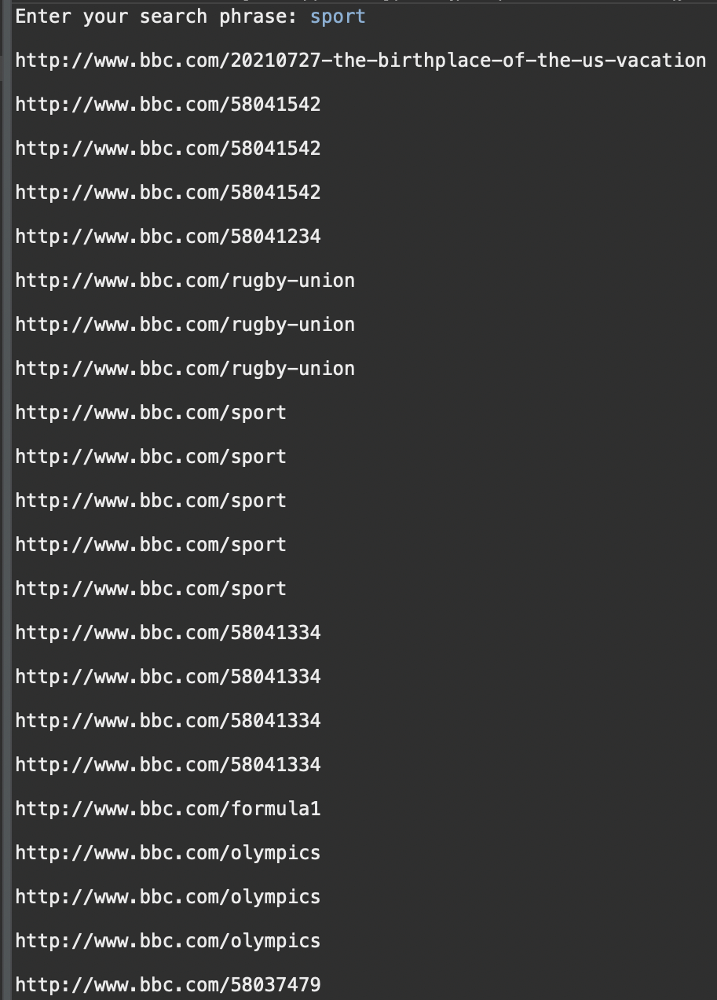 Enter your search phrase: sport
http://www.bbc.com/20210727-the-birthplace-of-the-us-vacation
http://www.bbc.com/58041542
http://www.bbc.com/58041542
http://www.bbc.com/58041542
http://www.bbc.com/58041234
http://www.bbc.com/rugby-union
http://www.bbc.com/rugby-union
http://www.bbc.com/rugby-union
http://www.bbc.com/sport
http://www.bbc.com/sport
http://www.bbc.com/sport
http://www.bbc.com/sport
http://www.bbc.com/sport
http://www.bbc.com/58041334
http://www.bbc.com/58041334
http://www.bbc.com/58041334
http://www.bbc.com/58041334
http://www.bbc.com/formula1
http://www.bbc.com/olympics
http://www.bbc.com/olympics
http://www.bbc.com/olympics
http://www.bbc.com/58037479